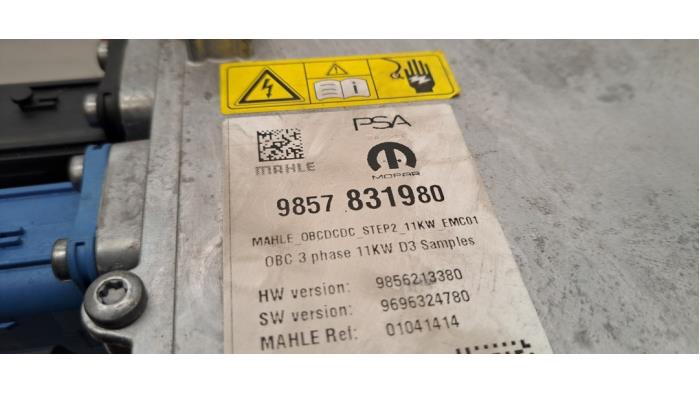 PSA
MAHLE
MOPAR
9857 831980
MAHLE_OBCDCDC_STEP2_11KW_EMC01
OBC 3 phase 11KW D3 Samples
HW version: 9856213380
SW version: 9696324780
MAHLE Ref: 01041414